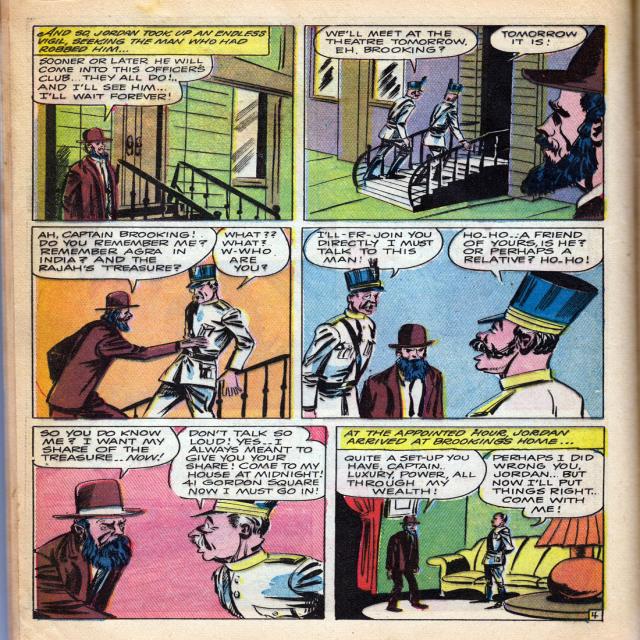 AND SO, JORDAN TOOK UP AN ENDLESS
VIGIL, SEEKING THE MAN WHO HAD
ROBBED HIM...
SOONER OR LATER HE WILL
COME INTO THIS OFFICERS'
CLUB... THEY ALL DO!..
AND I'LL SEE HIM...
I'LL WAIT FOREVER!
WE'LL MEET AT THE
THEATRE TOMORROW,
EH, BROOKING?
TOMORROW
IT IS!
AH, CAPTAIN BROOKING!
DO YOU REMEMBER ME?
REMEMBER AGRA IN
INDIA? AND THE
RAJAH'S TREASURE?
WHAT??
WHAT?
W-WHO
ARE
YOU?
I'LL-ER-JOIN YOU
DIRECTLY I MUST
TALK TO THIS
MAN!
HO-HO..A FRIEND
OF YOURS, IS HE?
OR PERHAPS A
RELATIVE? HO-HO!
SO YOU DO KNOW
ME? I WANT MY
SHARE OF THE
TREASURE..NOW!
DON'T TALK SO
LOUD! YES..I
ALWAYS MEANT TO
GIVE YOU YOUR
SHARE! COME TO MY
HOUSE AT MIDNIGHT!
41 GORDON SQUARE
NOW I MUST GO IN!
AT THE APPOINTED HOUR, JORDAN
ARRIVED AT BROOKING'S HOME...
QUITE A SET-UP YOU
HAVE, CAPTAIN..
LUXURY, POWER, ALL
THROUGH MY
WEALTH!
PERHAPS I DID
WRONG YOU,
JORDAN... BUT
NOW I'LL PUT
THINGS RIGHT..
COME WITH
ME!
4